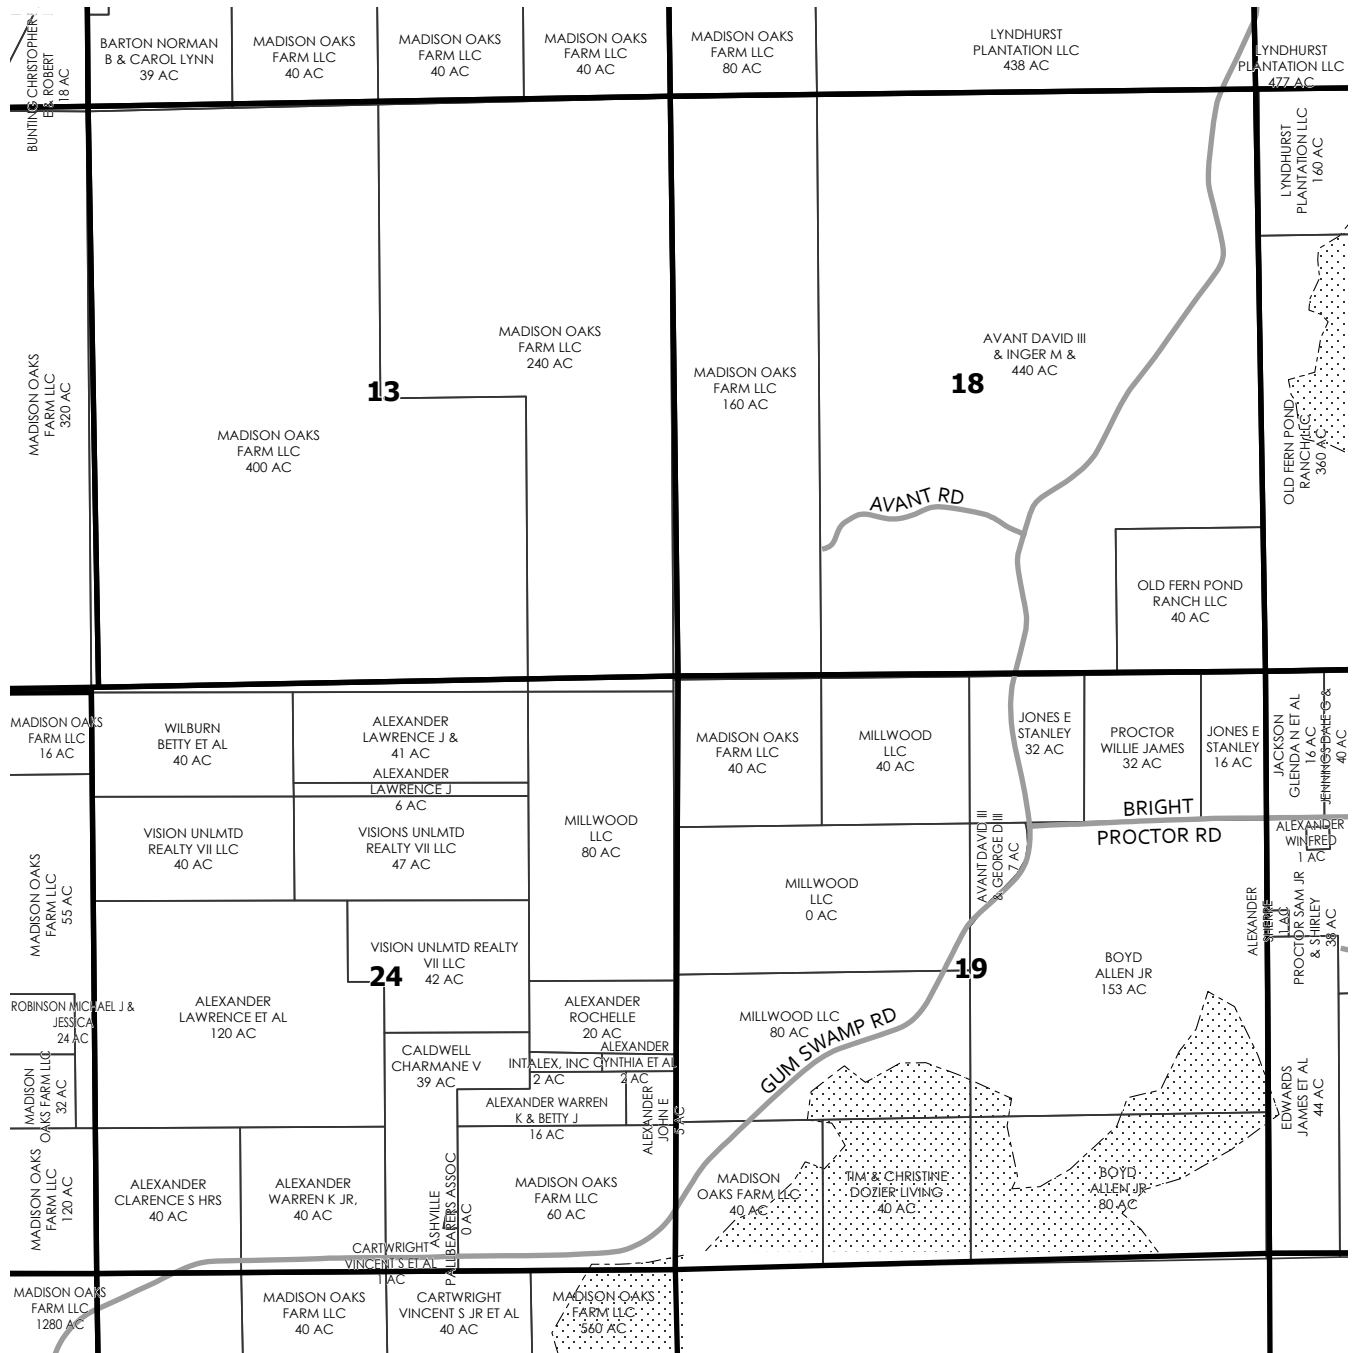 BUNTING CHRISTOPHER
E & ROBERT
18 AC
BARTON NORMAN
B & CAROL LYNN
39 AC
MADISON OAKS
FARM LLC
40 AC
MADISON OAKS
FARM LLC
40 AC
MADISON OAKS
FARM LLC
40 AC
MADISON OAKS
FARM LLC
80 AC
LYNDHURST
PLANTATION LLC
438 AC
LYNDHURST
PLANTATION LLC
477 AC
LYNDHURST
PLANTATION LLC
160 AC
MADISON OAKS
FARM LLC
320 AC
MADISON OAKS
FARM LLC
240 AC
13
MADISON OAKS
FARM LLC
400 AC
MADISON OAKS
FARM LLC
160 AC
AVANT DAVID III
& INGER M &
440 AC
18
OLD FERN POND
RANCH LLC
360 AC
AVANT RD
OLD FERN POND
RANCH LLC
40 AC
MADISON OAKS
FARM LLC
16 AC
WILBURN
BETTY ET AL
40 AC
ALEXANDER
LAWRENCE J &
41 AC
ALEXANDER
LAWRENCE J
6 AC
MADISON OAKS
FARM LLC
40 AC
MILLWOOD
LLC
40 AC
JONES E
STANLEY
32 AC
PROCTOR
WILLIE JAMES
32 AC
JONES E
STANLEY
16 AC
JACKSON
GLENDA N ET AL
16 AC
JENNINGS DALE G &
40 AC
BRIGHT
PROCTOR RD
VISION UNLMTD
REALTY VII LLC
40 AC
VISIONS UNLMTD
REALTY VII LLC
47 AC
MILLWOOD
LLC
80 AC
MILLWOOD
LLC
0 AC
AVANT DAVID III
& GEORGE D III
7 AC
ALEXANDER
WINFRED
1 AC
MADISON OAKS
FARM LLC
55 AC
ALEXANDER
SHERRIE
1 AC
PROCTOR SAM JR
& SHIRLEY
38 AC
VISION UNLMTD REALTY
VII LLC
42 AC
24
19
BOYD
ALLEN JR
153 AC
ROBINSON MICHAEL J &
JESSICA
24 AC
ALEXANDER
LAWRENCE ET AL
120 AC
ALEXANDER
ROCHELLE
20 AC
MILLWOOD LLC
80 AC
GUM SWAMP RD
CALDWELL
CHARMANE V
39 AC
INTALEX, INC
2 AC
ALEXANDER
CYNTHIA ET AL
2 AC
MADISON
OAKS FARM LLC
32 AC
ALEXANDER WARREN
K & BETTY J
16 AC
ALEXANDER
JOHN E
5 AC
EDWARDS
JAMES ET AL
44 AC
MADISON OAKS
FARM LLC
120 AC
ALEXANDER
CLARENCE S HRS
40 AC
ALEXANDER
WARREN K JR,
40 AC
ASHVILLE
PALLBEARERS ASSOC
0 AC
MADISON OAKS
FARM LLC
60 AC
MADISON
OAKS FARM LLC
40 AC
TIM & CHRISTINE
DOZIER LIVING
40 AC
BOYD
ALLEN JR
80 AC
CARTWRIGHT
VINCENT S ET AL
1 AC
MADISON OAKS
FARM LLC
1280 AC
MADISON OAKS
FARM LLC
40 AC
CARTWRIGHT
VINCENT S JR ET AL
40 AC
MADISON OAKS
FARM LLC
560 AC